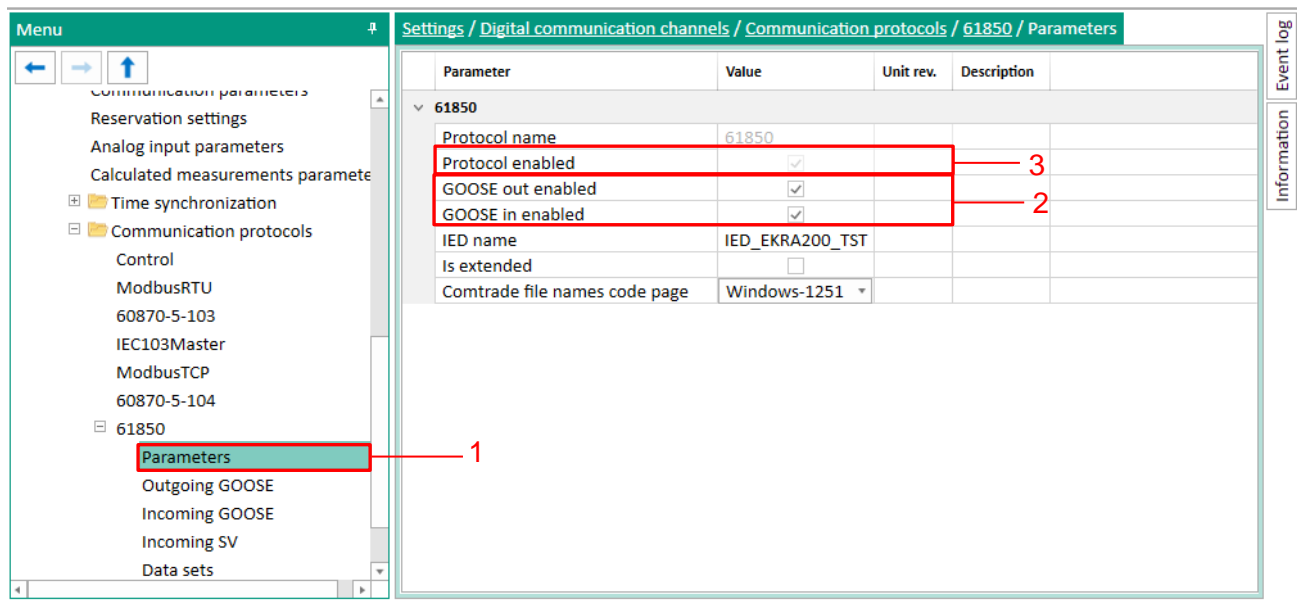 Menu
Settings / Digital communication channels / Communication protocols / 61850 / Parameters
Communication parameters
Reservation settings
Analog input parameters
Calculated measurements paramete
Time synchronization
Communication protocols
Control
ModbusRTU
60870-5-103
IEC103Master
ModbusTCP
60870-5-104
61850
Parameters
Outgoing GOOSE
Incoming GOOSE
Incoming SV
Data sets
1
Parameter Value Unit rev. Description
61850
Protocol name 61850
Protocol enabled
3
GOOSE out enabled
GOOSE in enabled
2
IED name IED_EKRA200_TST
Is extended
Comtrade file names code page Windows-1251
Event log
Information